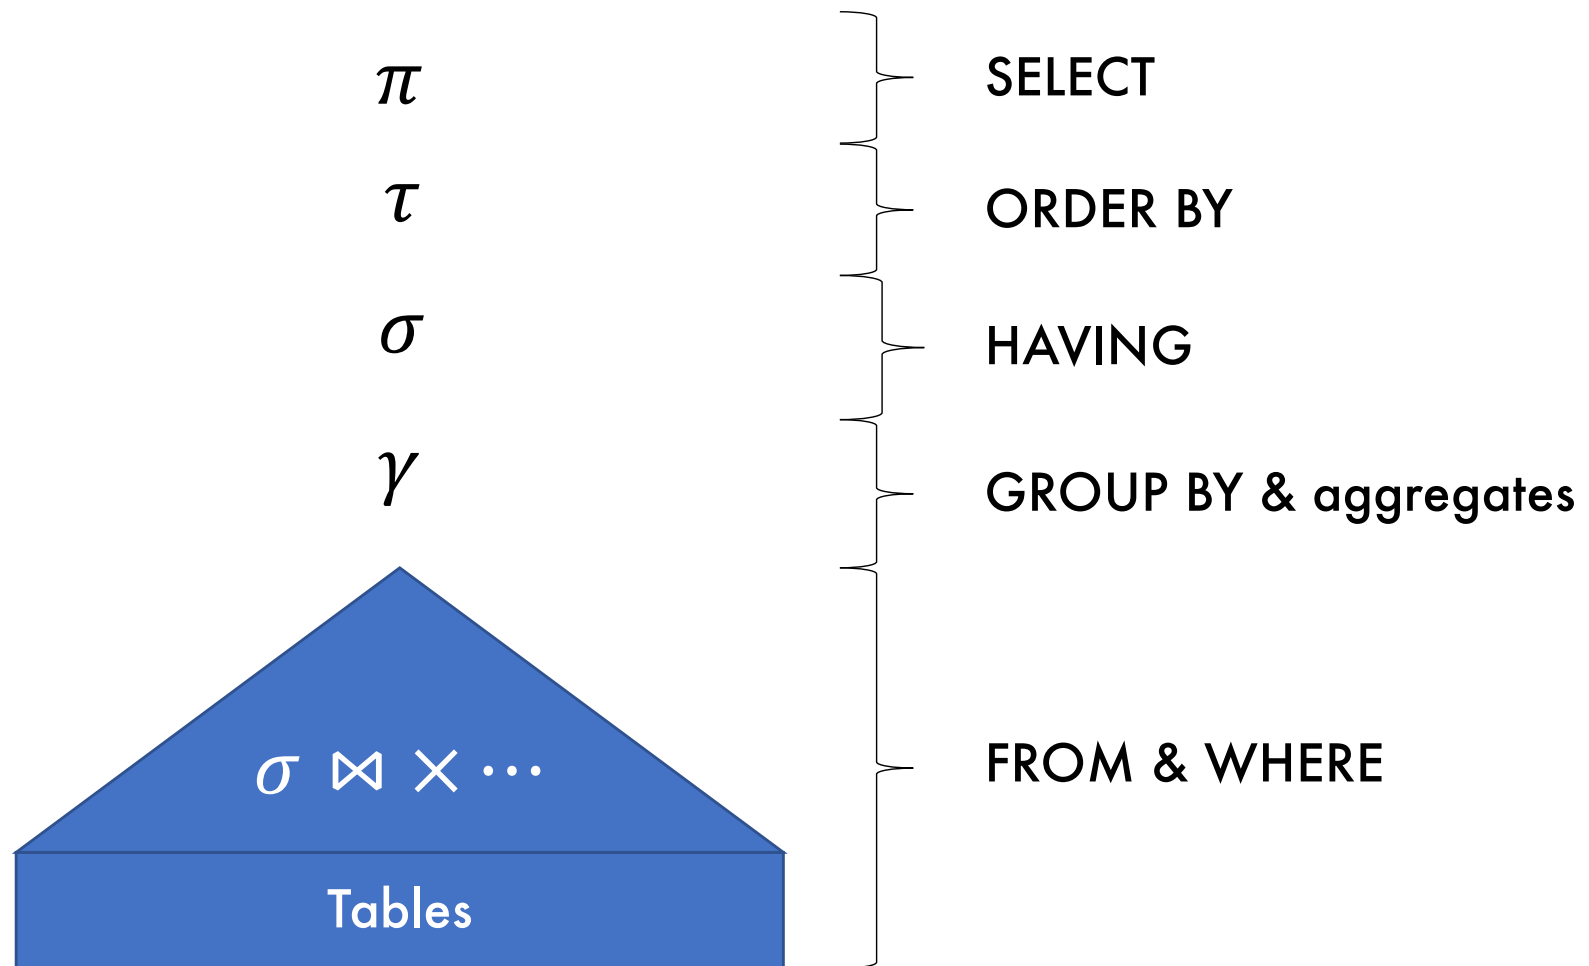 π SELECT
τ ORDER BY
σ HAVING
γ GROUP BY & aggregates
σ ⋈ × ⋯ FROM & WHERE
Tables